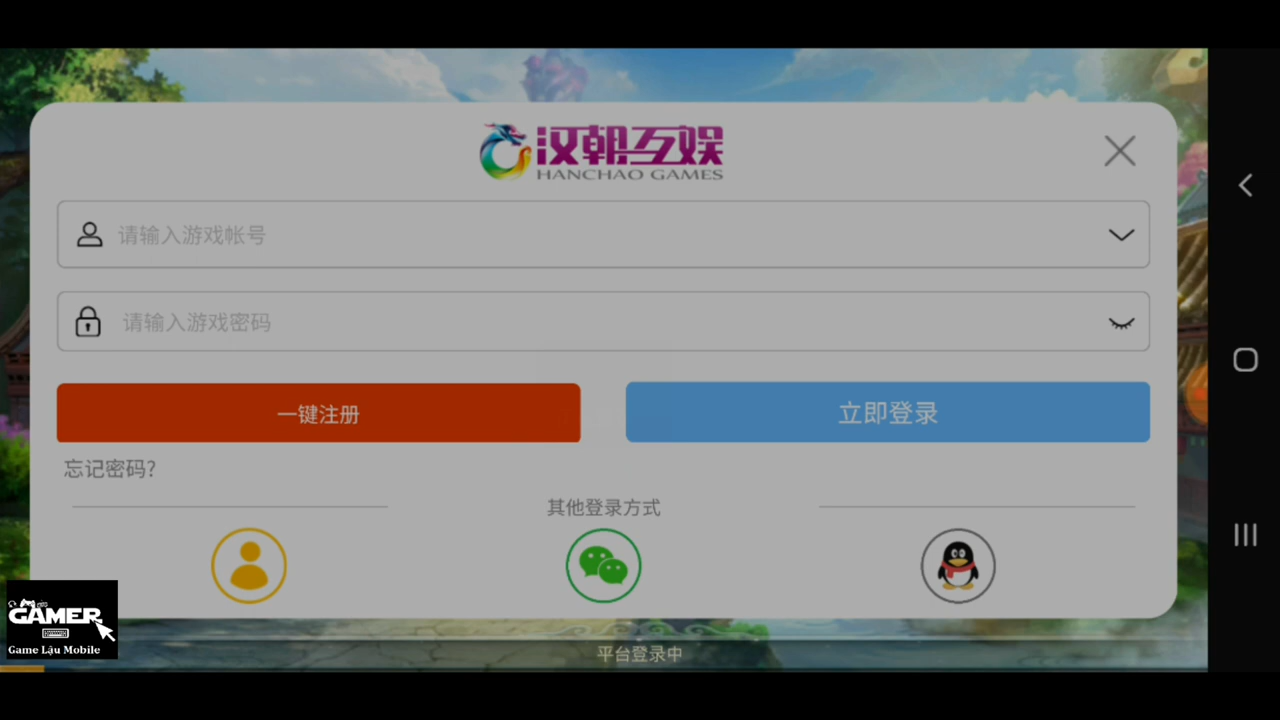 汉朝互娱
HANCHAO GAMES
请输入游戏帐号
请输入游戏密码
一键注册
立即登录
忘记密码?
其他登录方式
GAMER
Game Lậu Mobile
平台登录中